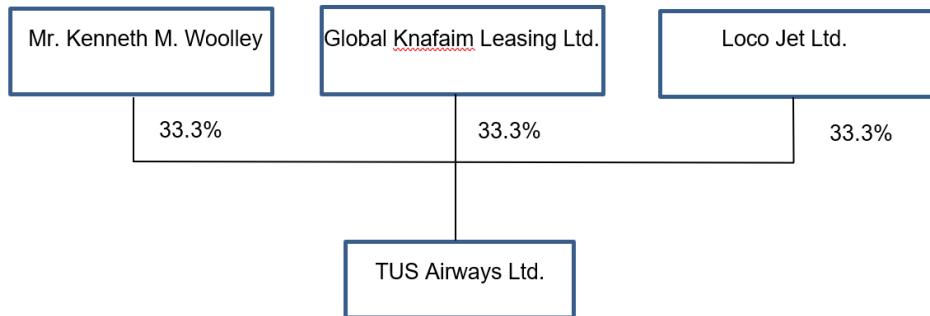 Mr. Kenneth M. Woolley
Global Knafaim Leasing Ltd.
Loco Jet Ltd.
33.3%
33.3%
33.3%
TUS Airways Ltd.